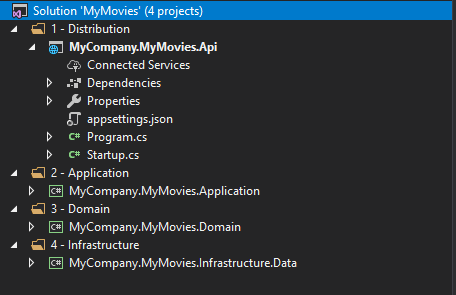 Solution 'MyMovies' (4 projects)
1 - Distribution
MyCompany.MyMovies.Api
Connected Services
Dependencies
Properties
appsettings.json
C# Program.cs
C# Startup.cs
2 - Application
C# MyCompany.MyMovies.Application
3 - Domain
C# MyCompany.MyMovies.Domain
4 - Infrastructure
C# MyCompany.MyMovies.Infrastructure.Data